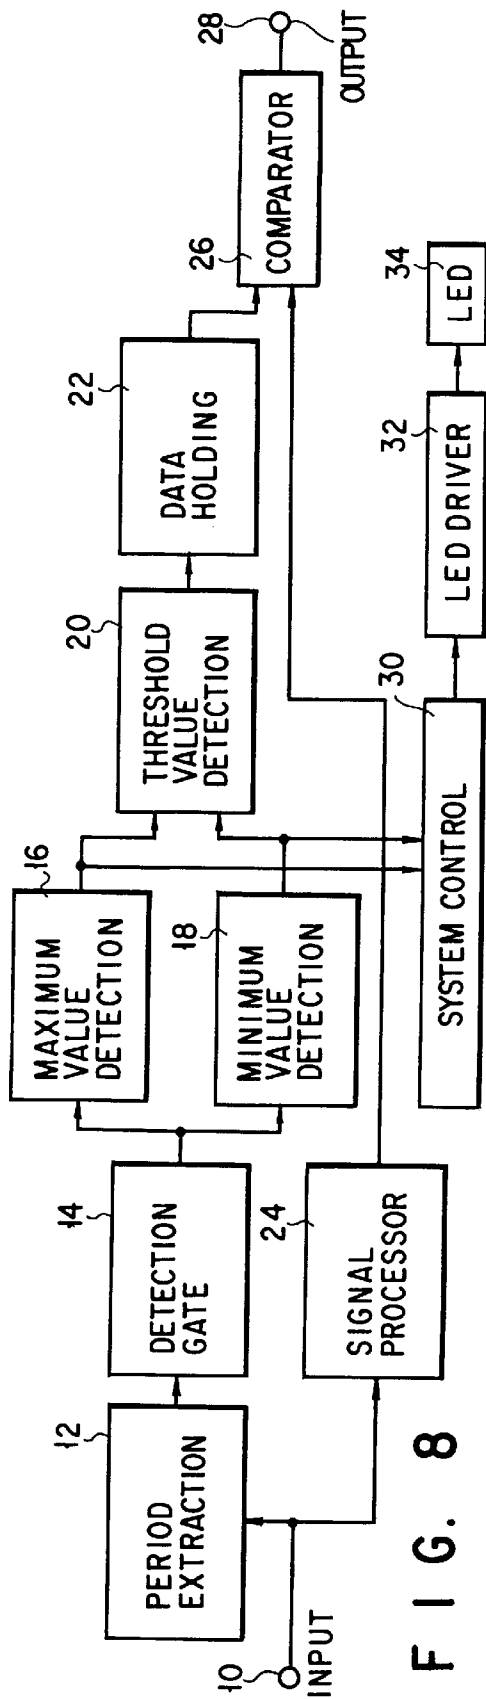 10
INPUT
12
PERIOD
EXTRACTION
14
DETECTION
GATE
16
MAXIMUM
VALUE
DETECTION
18
MINIMUM
VALUE
DETECTION
20
THRESHOLD
VALUE
DETECTION
22
DATA
HOLDING
24
SIGNAL
PROCESSOR
26
COMPARATOR
28
OUTPUT
30
SYSTEM CONTROL
32
LED DRIVER
34
LED
FIG. 8